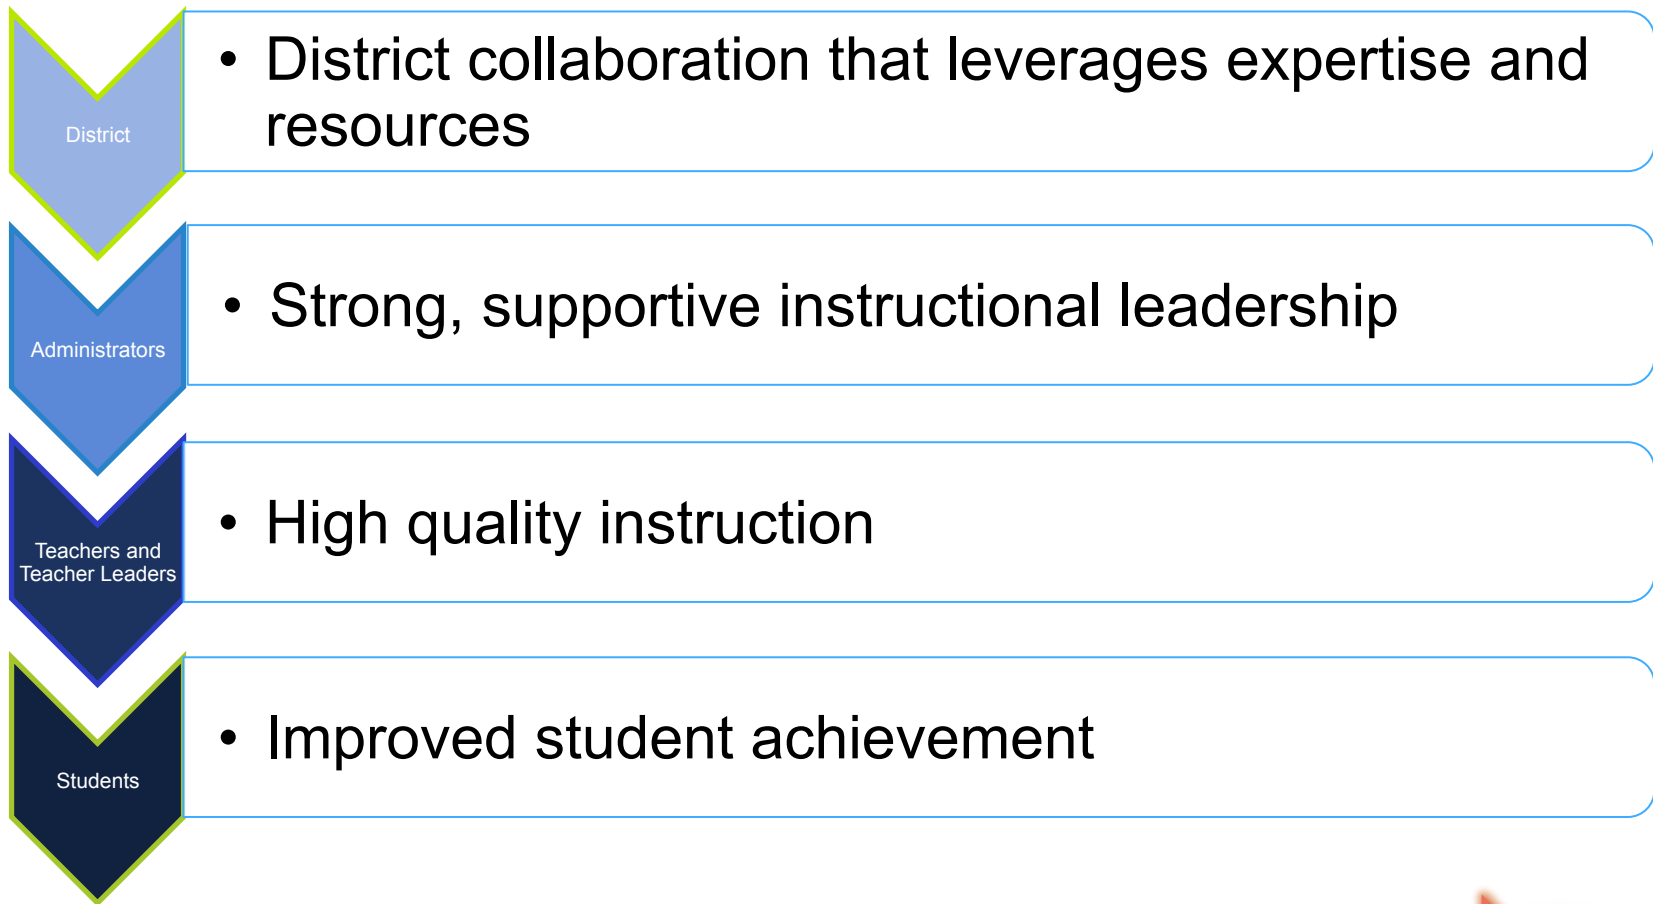 District
• District collaboration that leverages expertise and
resources
Administrators
• Strong, supportive instructional leadership
Teachers and
Teacher Leaders
• High quality instruction
Students
• Improved student achievement